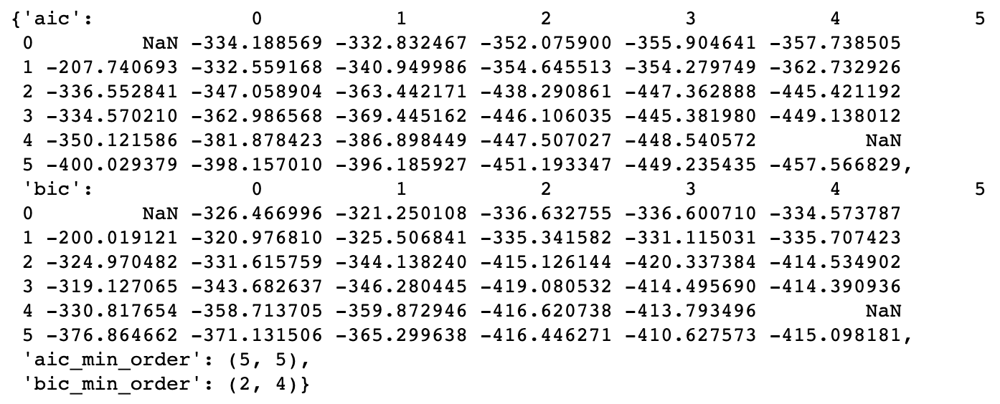 {'aic':             0           1           2           3           4           5
 0         NaN -334.188569 -332.832467 -352.075900 -355.904641 -357.738505
 1 -207.740693 -332.559168 -340.949986 -354.645513 -354.279749 -362.732926
 2 -336.552841 -347.058904 -363.442171 -438.290861 -447.362888 -445.421192
 3 -334.570210 -362.986568 -369.445162 -446.106035 -445.381980 -449.138012
 4 -350.121586 -381.878423 -386.898449 -447.507027 -448.540572         NaN
 5 -400.029379 -398.157010 -396.185927 -451.193347 -449.235435 -457.566829,
 'bic':             0           1           2           3           4           5
 0         NaN -326.466996 -321.250108 -336.632755 -336.600710 -334.573787
 1 -200.019121 -320.976810 -325.506841 -335.341582 -331.115031 -335.707423
 2 -324.970482 -331.615759 -344.138240 -415.126144 -420.337384 -414.534902
 3 -319.127065 -343.682637 -346.280445 -419.080532 -414.495690 -414.390936
 4 -330.817654 -358.713705 -359.872946 -416.620738 -413.793496         NaN
 5 -376.864662 -371.131506 -365.299638 -416.446271 -410.627573 -415.098181,
 'aic_min_order': (5, 5),
 'bic_min_order': (2, 4)}